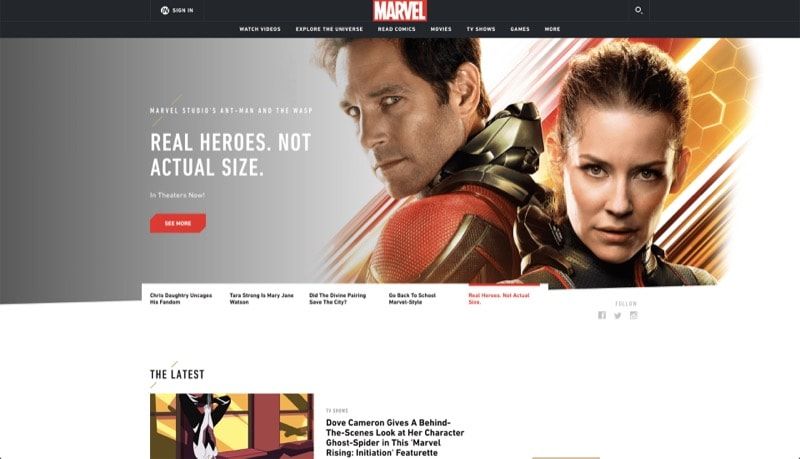 SIGN IN
MARVEL
WATCH VIDEOS EXPLORE THE UNIVERSE READ COMICS MOVIES TV SHOWS GAMES MORE
MARVEL STUDIO'S ANT-MAN AND THE WASP
REAL HEROES. NOT
ACTUAL SIZE.
In Theaters Now!
SEE MORE
Chris Daughtry Uncages
His Fandom
Tara Strong Is Mary Jane
Watson
Did The Divine Pairing
Save The City?
Go Back To School
Marvel-Style
Real Heroes. Not Actual
Size.
FOLLOW
THE LATEST
TV SHOWS
Dove Cameron Gives A Behind-
The-Scenes Look at Her Character
Ghost-Spider in This 'Marvel
Rising: Initiation' Featurette